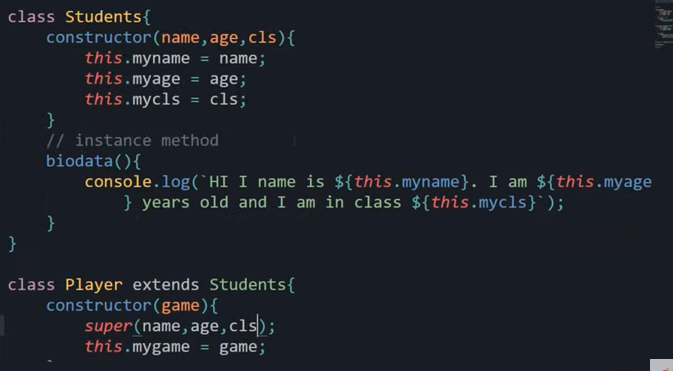 class Students{
constructor(name,age,cls){
this.myname = name;
this.myage = age;
this.mycls = cls;
}
// instance method
biodata(){
console.log(`HI I name is ${this.myname}. I am ${this.myage
} years old and I am in class ${this.mycls}`);
}
}
class Player extends Students{
constructor(game){
super(name,age,cls);
this.mygame = game;